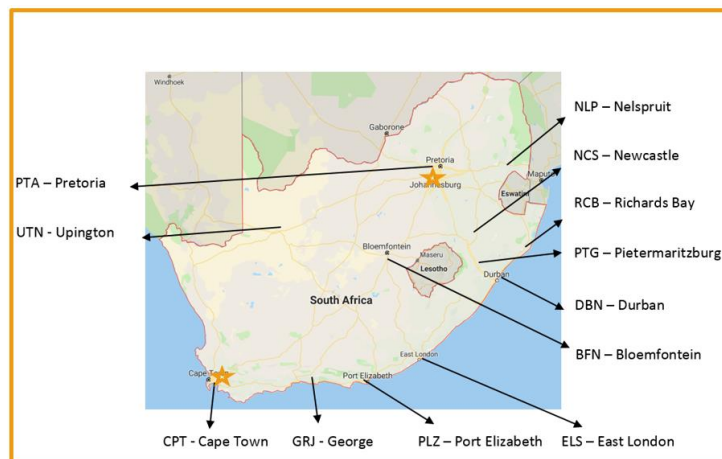 Windhoek
Gaborone
Pretoria
Johannesburg
Maputo
Eswatini
Bloemfontein
Maseru
Lesotho
Durban
South Africa
East London
Cape Town
Port Elizabeth
NLP – Nelspruit
NCS – Newcastle
RCB – Richards Bay
PTG – Pietermaritzburg
DBN – Durban
BFN – Bloemfontein
PTA – Pretoria
UTN - Upington
CPT - Cape Town
GRJ - George
PLZ – Port Elizabeth
ELS – East London